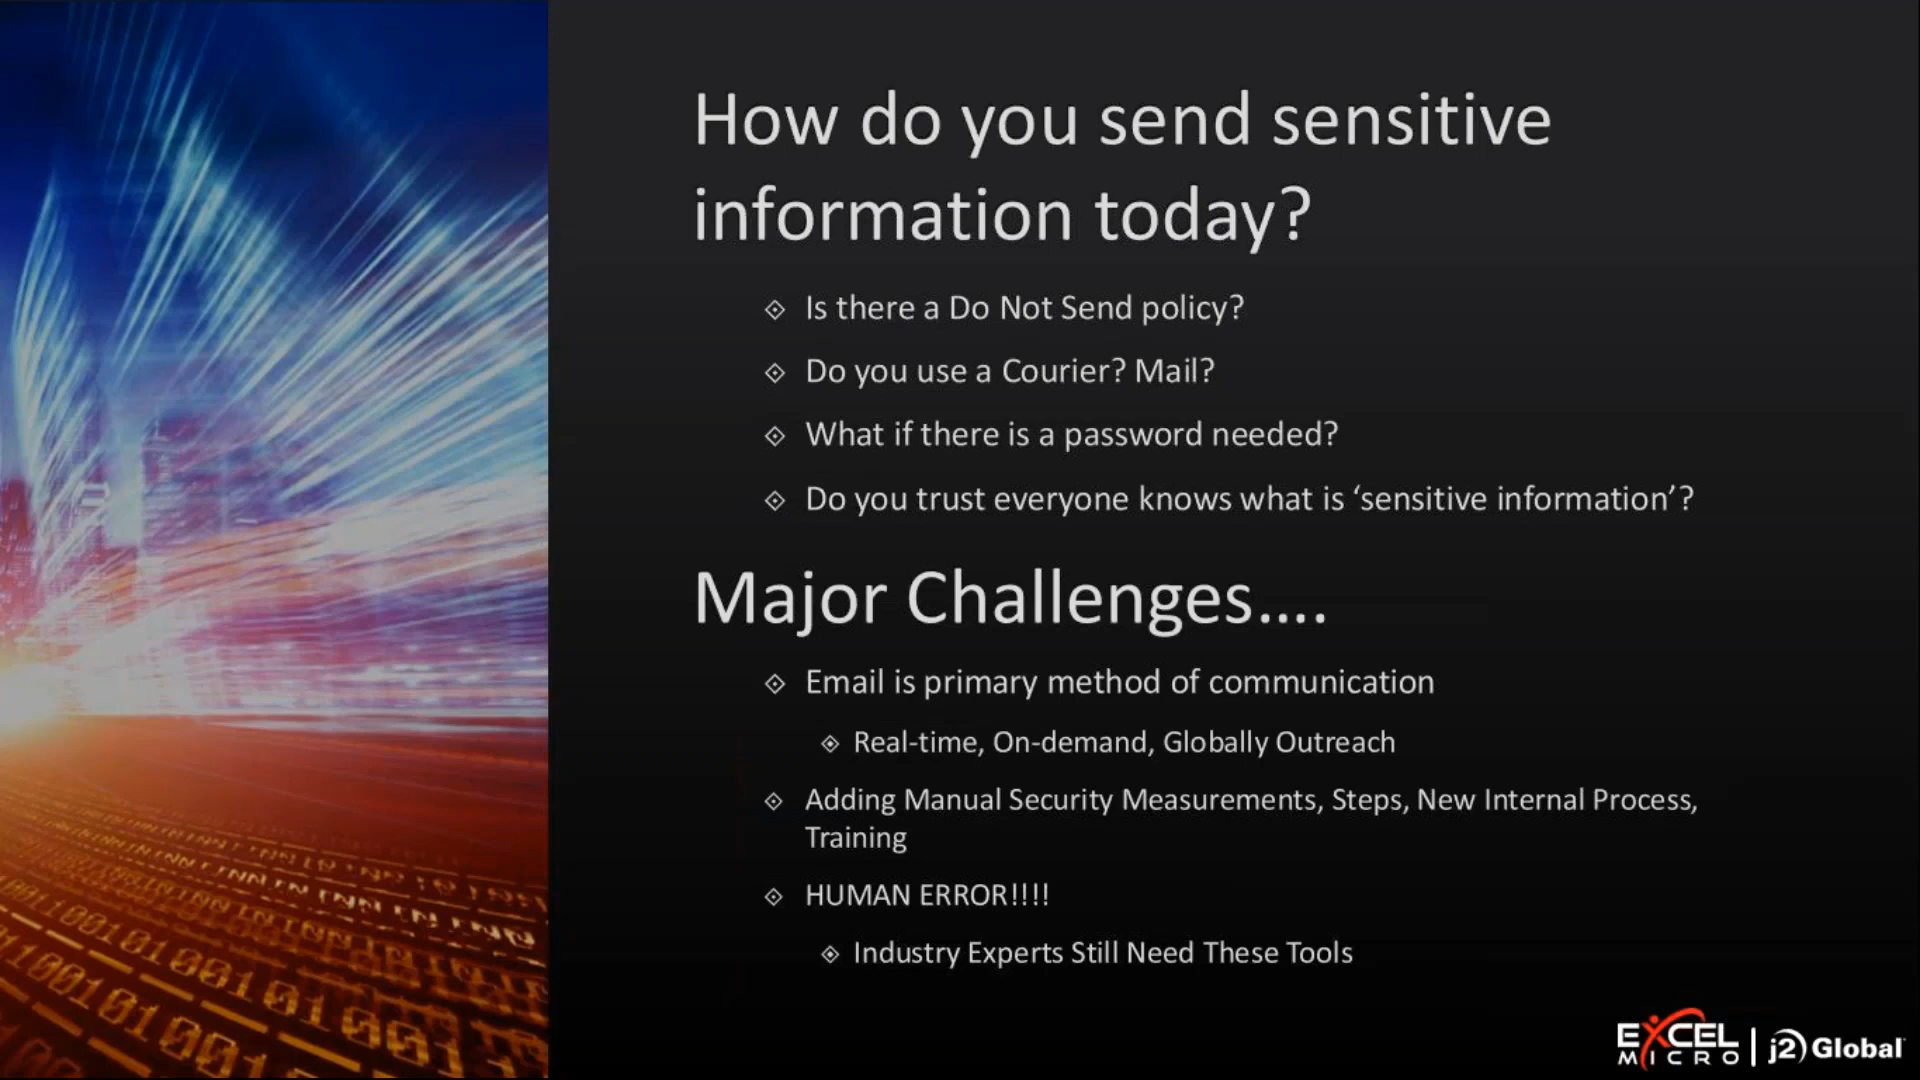 How do you send sensitive
information today?
Is there a Do Not Send policy?
Do you use a Courier? Mail?
What if there is a password needed?
Do you trust everyone knows what is ‘sensitive information’?
Major Challenges....
Email is primary method of communication
Real-time, On-demand, Globally Outreach
Adding Manual Security Measurements, Steps, New Internal Process,
Training
HUMAN ERROR!!!!
Industry Experts Still Need These Tools
EXCEL
MICRO
j2 Global